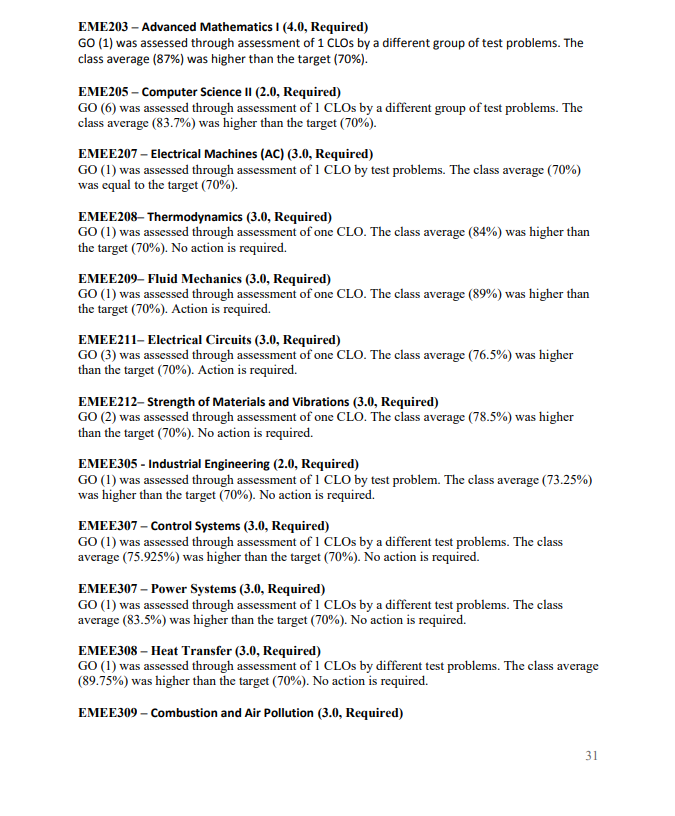 EME203 – Advanced Mathematics I (4.0, Required)
GO (1) was assessed through assessment of 1 CLOs by a different group of test problems. The
class average (87%) was higher than the target (70%).
EME205 – Computer Science II (2.0, Required)
GO (6) was assessed through assessment of 1 CLOs by a different group of test problems. The
class average (83.7%) was higher than the target (70%).
EMEE207 – Electrical Machines (AC) (3.0, Required)
GO (1) was assessed through assessment of 1 CLO by test problems. The class average (70%)
was equal to the target (70%).
EMEE208– Thermodynamics (3.0, Required)
GO (1) was assessed through assessment of one CLO. The class average (84%) was higher than
the target (70%). No action is required.
EMEE209– Fluid Mechanics (3.0, Required)
GO (1) was assessed through assessment of one CLO. The class average (89%) was higher than
the target (70%). Action is required.
EMEE211– Electrical Circuits (3.0, Required)
GO (3) was assessed through assessment of one CLO. The class average (76.5%) was higher
than the target (70%). Action is required.
EMEE212– Strength of Materials and Vibrations (3.0, Required)
GO (2) was assessed through assessment of one CLO. The class average (78.5%) was higher
than the target (70%). No action is required.
EMEE305 - Industrial Engineering (2.0, Required)
GO (1) was assessed through assessment of 1 CLO by test problem. The class average (73.25%)
was higher than the target (70%). No action is required.
EMEE307 – Control Systems (3.0, Required)
GO (1) was assessed through assessment of 1 CLOs by a different test problems. The class
average (75.925%) was higher than the target (70%). No action is required.
EMEE307 – Power Systems (3.0, Required)
GO (1) was assessed through assessment of 1 CLOs by a different test problems. The class
average (83.5%) was higher than the target (70%). No action is required.
EMEE308 – Heat Transfer (3.0, Required)
GO (1) was assessed through assessment of 1 CLOs by different test problems. The class average
(89.75%) was higher than the target (70%). No action is required.
EMEE309 – Combustion and Air Pollution (3.0, Required)
31